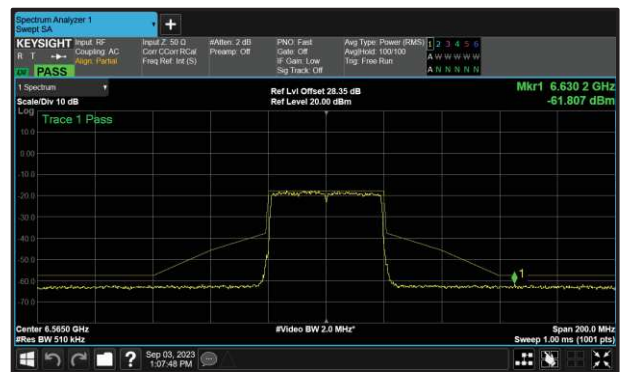 Spectrum Analyzer 1
Swept SA
+
KEYSIGHT
R T
PASS
Input: RF
Coupling: AC
Align: Partial
Input Z: 50 Ω
Corr CCorr RCal
Freq Ref: Int (S)
#Atten: 2 dB
Preamp: Off
PNO: Fast
Gate: Off
IF Gain: Low
Sig Track: Off
Avg Type: Power (RMS)
Avg|Hold: 100/100
Trig: Free Run
1 2 3 4 5 6
A W W W W W
A N N N N N
1 Spectrum
Scale/Div 10 dB
Ref Lvl Offset 28.35 dB
Ref Level 20.00 dBm
Mkr1 6.630 2 GHz
-61.807 dBm
Log
Trace 1 Pass
10.0
0.00
-10.0
-20.0
-30.0
-40.0
-50.0
-60.0
-70.0
1
Center 6.5650 GHz
#Res BW 510 kHz
#Video BW 2.0 MHz*
Span 200.0 MHz
Sweep 1.00 ms (1001 pts)
?
Sep 03, 2023
1:07:48 PM